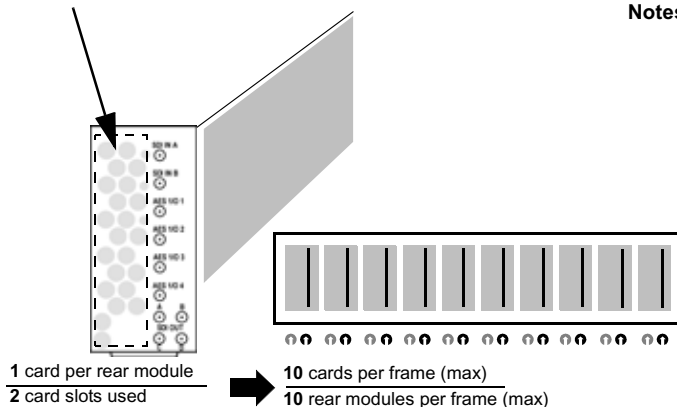 Notes
SDI IN A
SDI IN B
AES I/O 1
AES I/O 2
AES I/O 3
AES I/O 4
A B
SDI OUT
1 card per rear module
2 card slots used
10 cards per frame (max)
10 rear modules per frame (max)